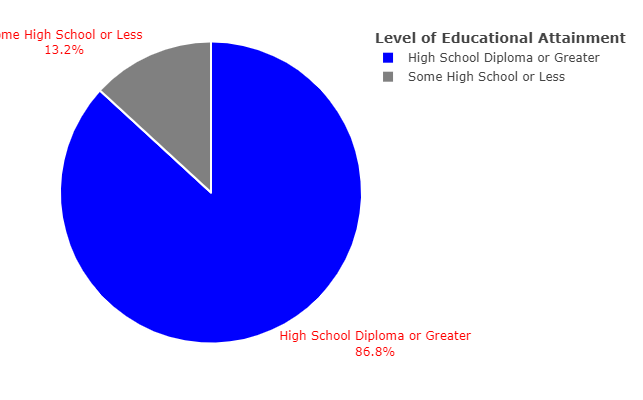 ome High School or Less
13.2%
Level of Educational Attainment
High School Diploma or Greater
Some High School or Less
High School Diploma or Greater
86.8%